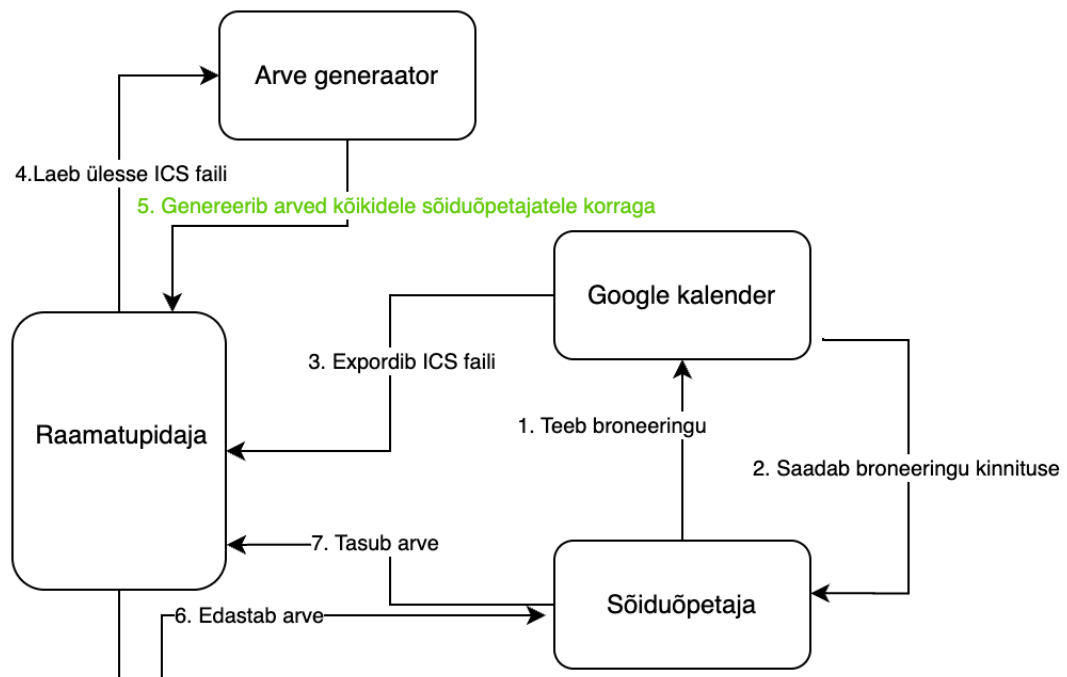 Arve generaator
4.Laeb ülesse ICS faili
5. Genereerib arved kõikidele sõiduõpetajatele korraga
Google kalender
3. Expordib ICS faili
Raamatupidaja
1. Teeb broneeringu
2. Saadab broneeringu kinnituse
7. Tasub arve
Sõiduõpetaja
6. Edastab arve